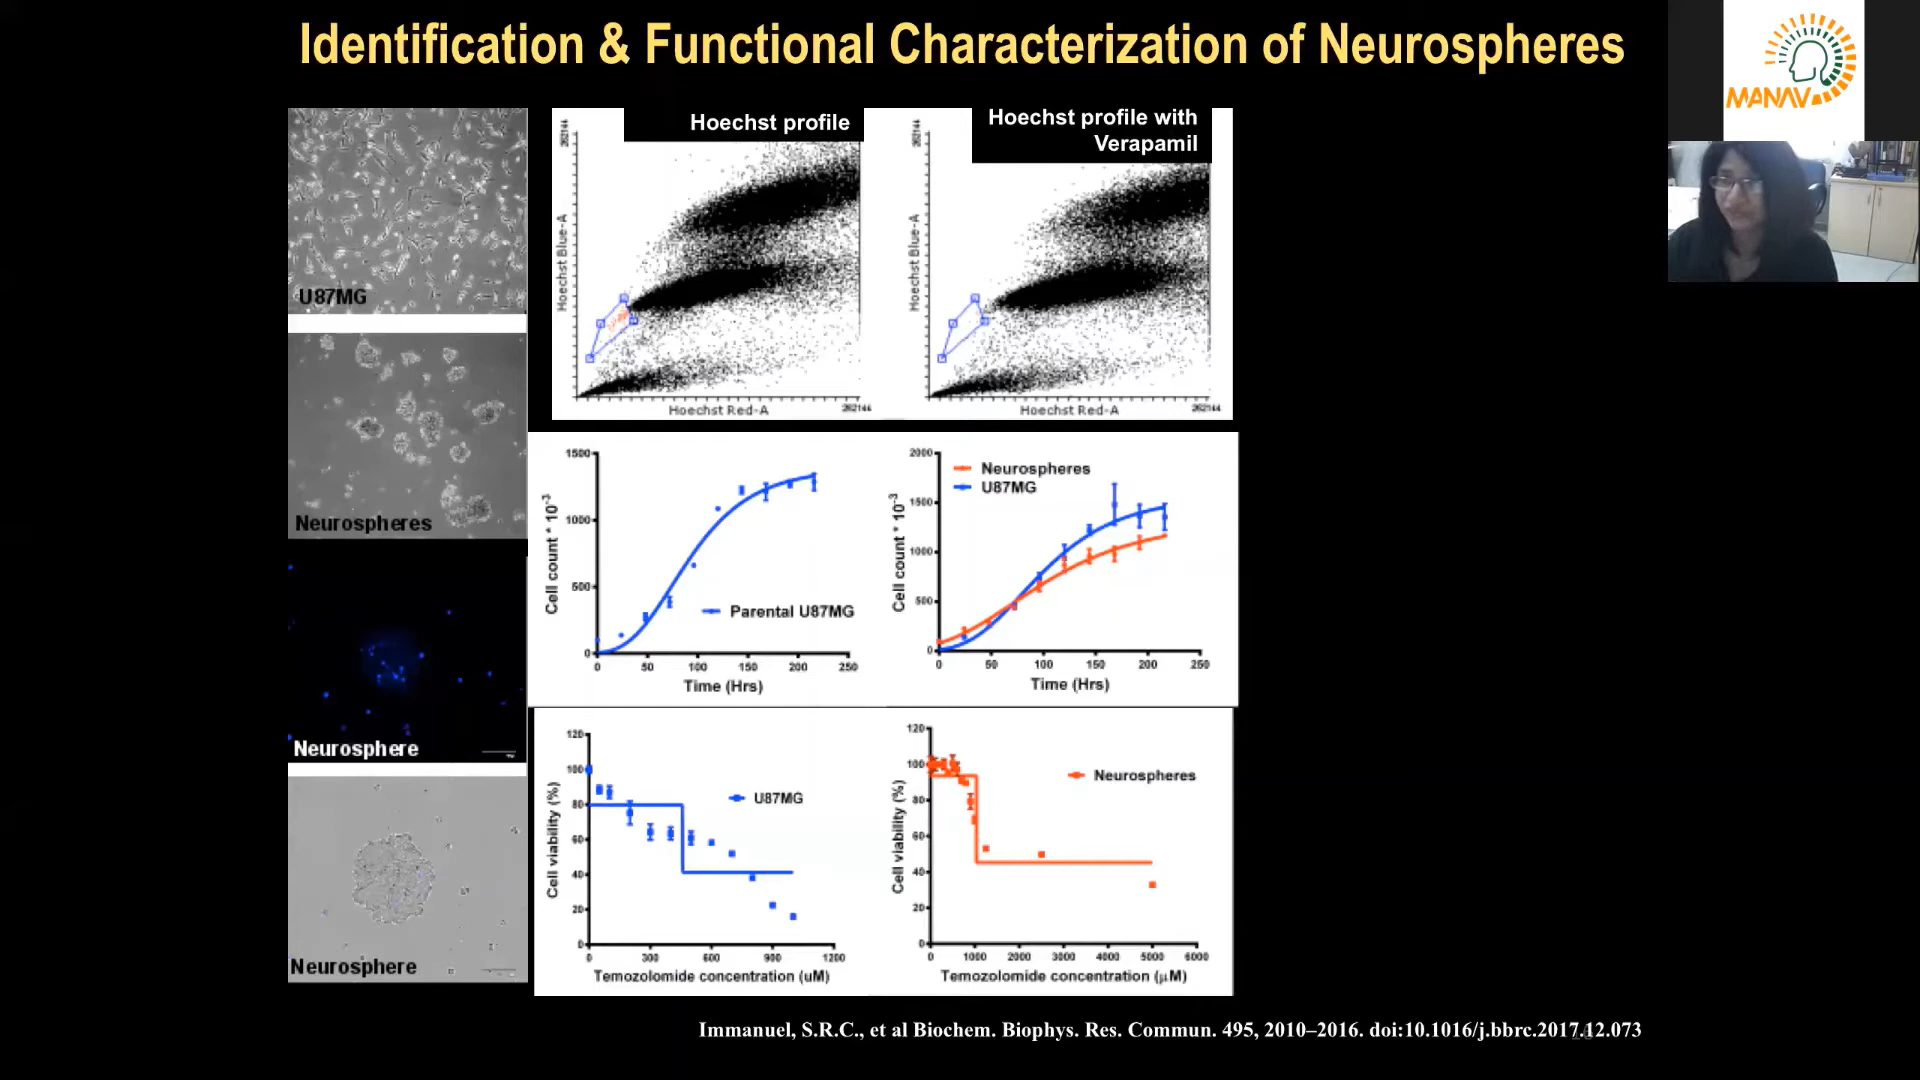 Identification & Functional Characterization of Neurospheres
MANAV
U87MG
Neurospheres
Neurosphere
Neurosphere
Hoechst profile
262144
Hoechst Blue-A
Hoechst Red-A
262144
Hoechst profile with
Verapamil
262144
Hoechst Blue-A
Hoechst Red-A
262144
1500
1000
500
0
Cell count * 10-3
Parental U87MG
0 50 100 150 200 250
Time (Hrs)
2000
1500
1000
500
0
Cell count * 10-3
Neurospheres
U87MG
0 50 100 150 200 250
Time (Hrs)
120
100
80
60
40
20
0
Cell viability (%)
U87MG
0 300 600 900 1200
Temozolomide concentration (uM)
120
100
80
60
40
20
0
Cell viability (%)
Neurospheres
0 1000 2000 3000 4000 5000 6000
Temozolomide concentration (μM)
Immanuel, S.R.C., et al Biochem. Biophys. Res. Commun. 495, 2010–2016. doi:10.1016/j.bbrc.2017.12.073